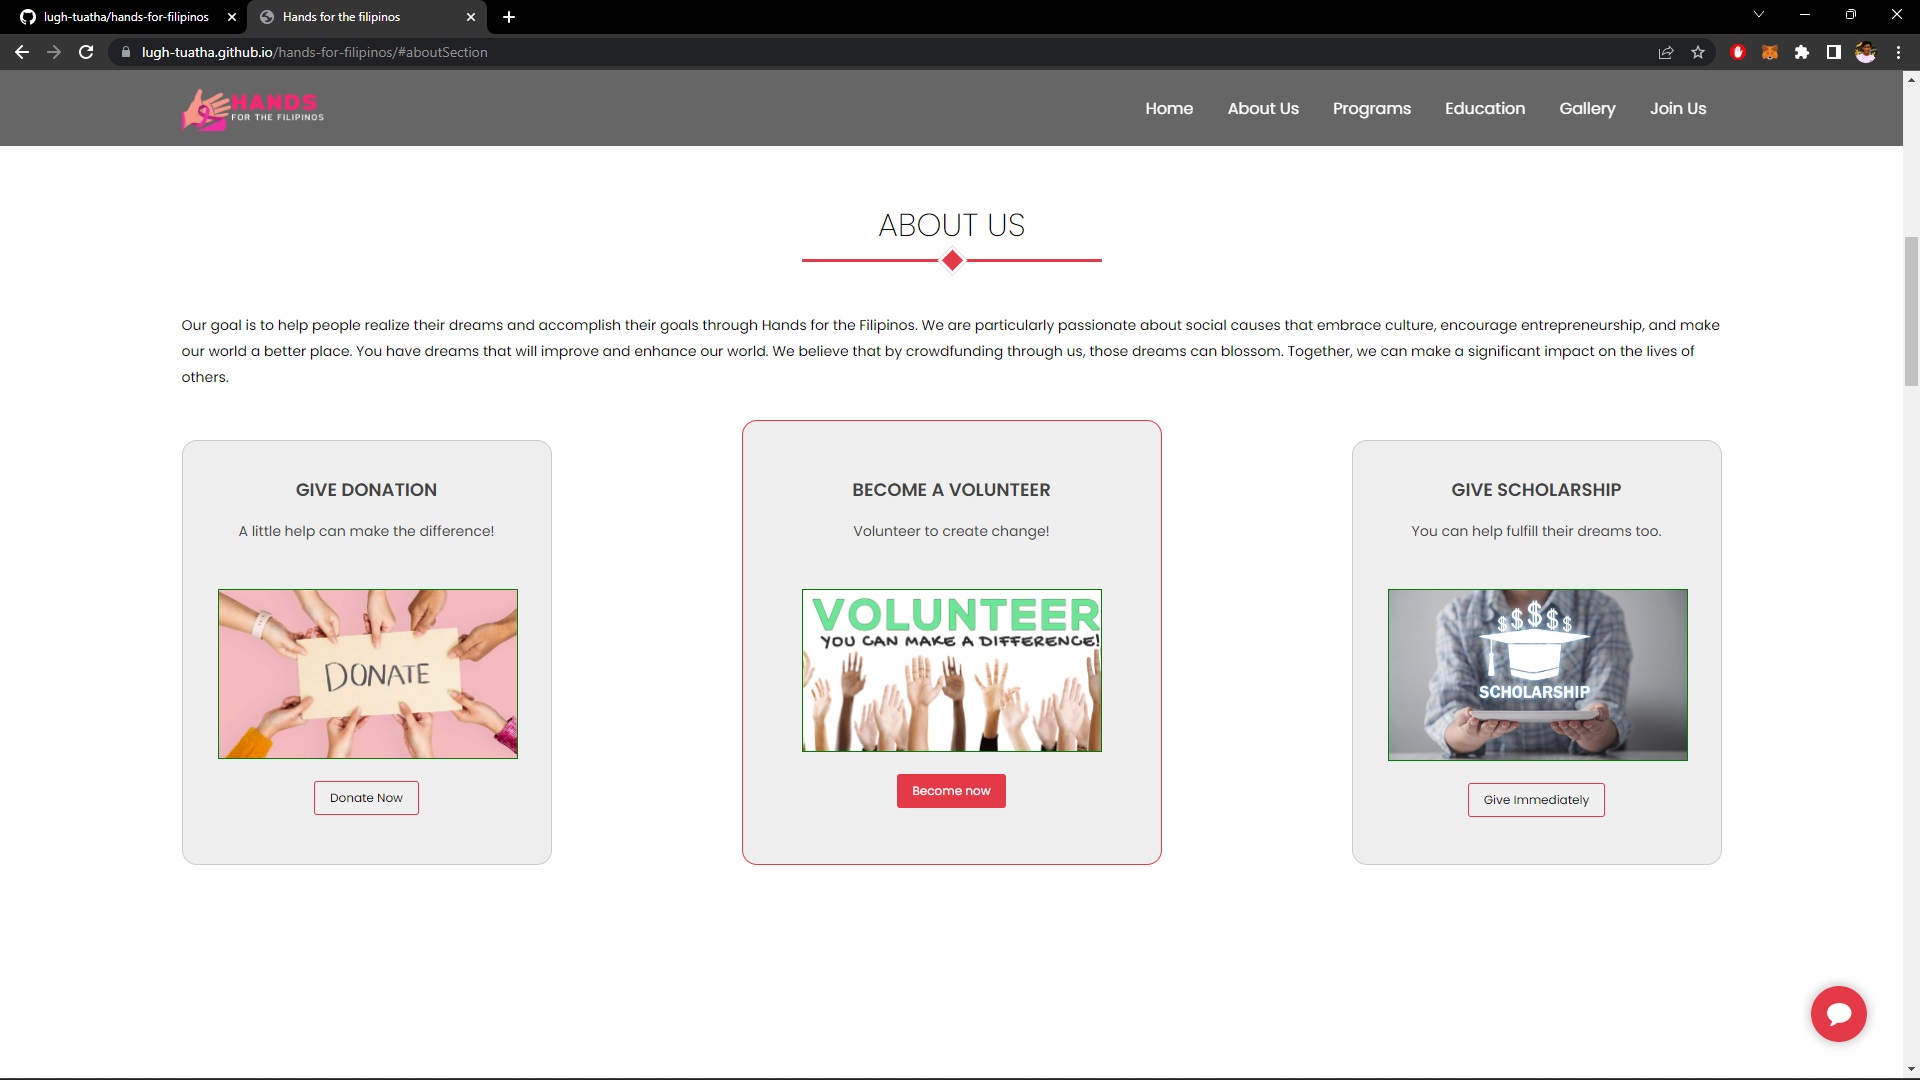 lugh-tuatha/hands-for-filipinos
Hands for the filipinos
lugh-tuatha.github.io/hands-for-filipinos/#aboutSection
HANDS
FOR THE FILIPINOS
Home
About Us
Programs
Education
Gallery
Join Us
ABOUT US
Our goal is to help people realize their dreams and accomplish their goals through Hands for the Filipinos. We are particularly passionate about social causes that embrace culture, encourage entrepreneurship, and make
our world a better place. You have dreams that will improve and enhance our world. We believe that by crowdfunding through us, those dreams can blossom. Together, we can make a significant impact on the lives of
others.
GIVE DONATION
A little help can make the difference!
DONATE
Donate Now
BECOME A VOLUNTEER
Volunteer to create change!
VOLUNTEER
YOU CAN MAKE A DIFFERENCE!
Become now
GIVE SCHOLARSHIP
You can help fulfill their dreams too.
$$$$$
SCHOLARSHIP
Give Immediately